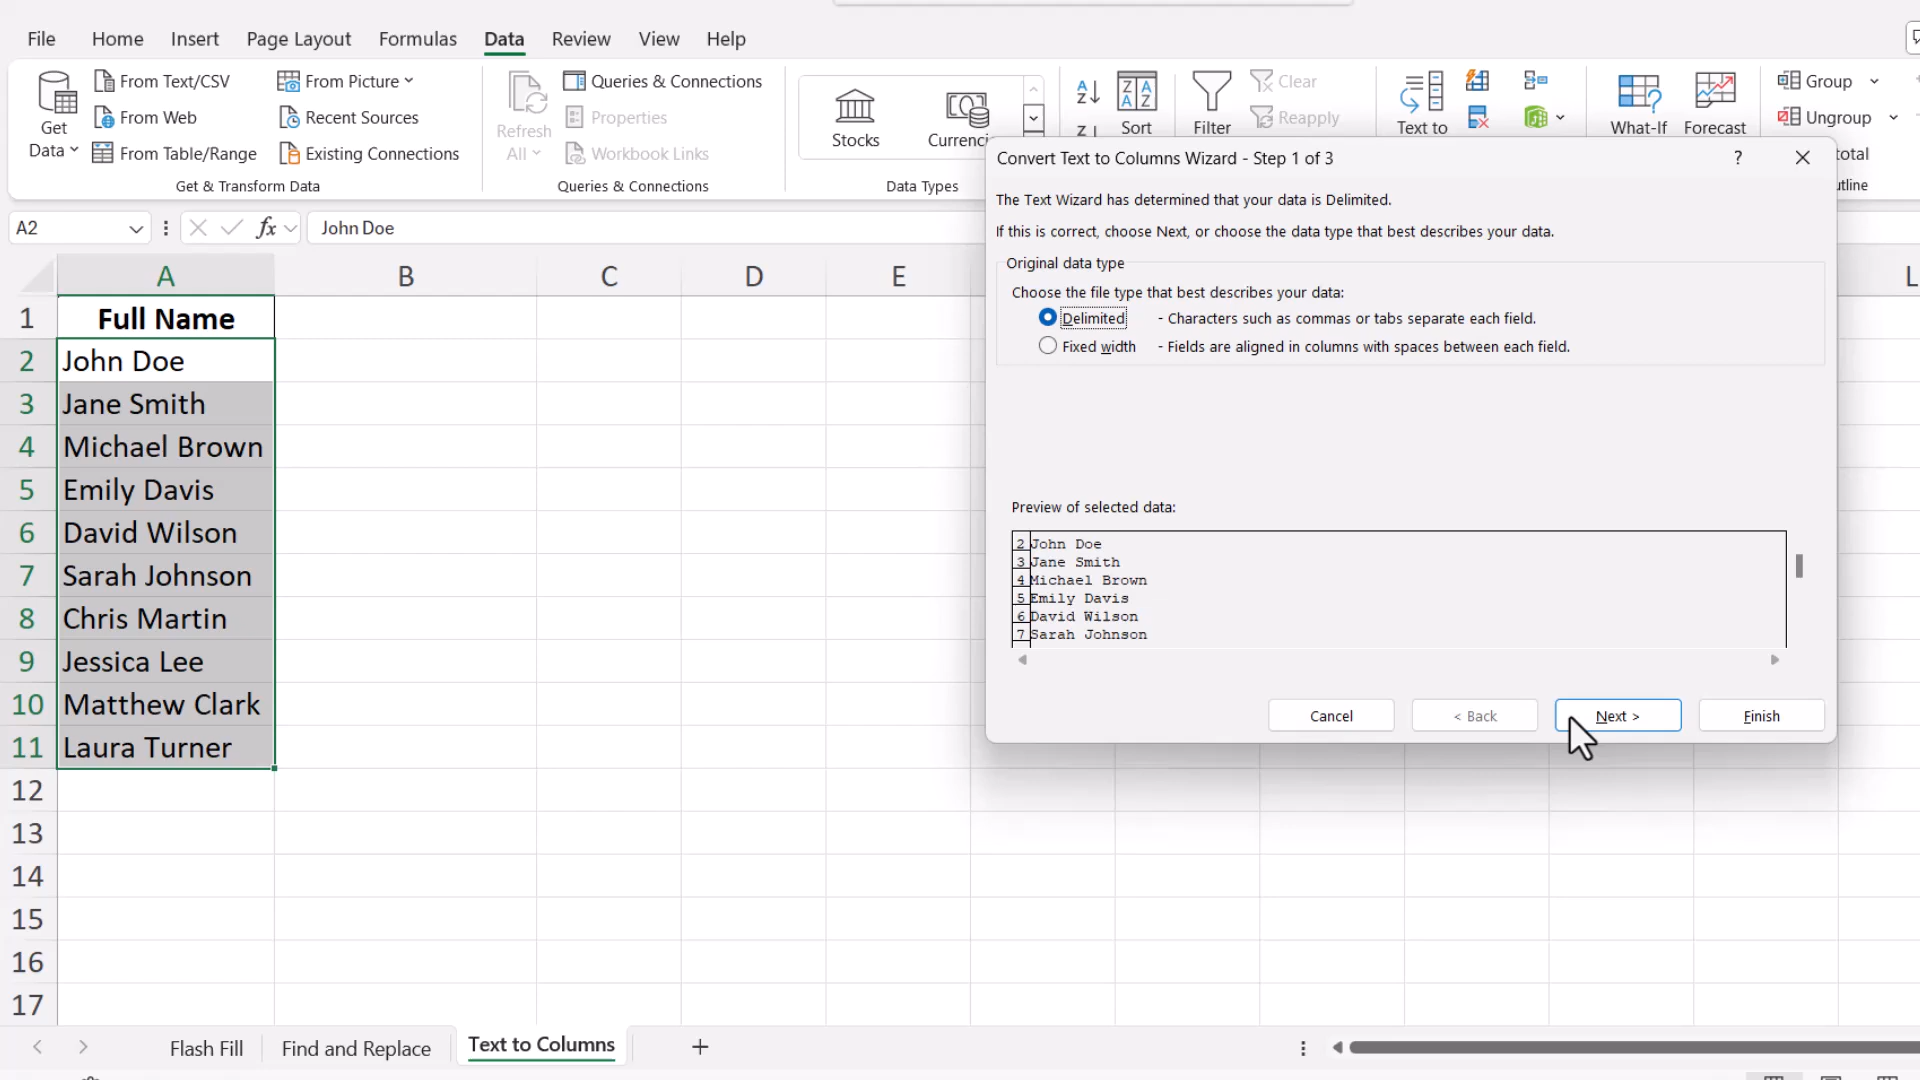 File Home Insert Page Layout Formulas Data Review View Help
Get Data
From Text/CSV
From Web
From Table/Range
From Picture
Recent Sources
Existing Connections
Get & Transform Data
Refresh All
Queries & Connections
Properties
Workbook Links
Queries & Connections
Stocks
Data Types
Sort
Filter
Clear
Reapply
Text to
What-If
Forecast
Group
Ungroup
A2
fx
John Doe
A B C D E L
1 Full Name
2 John Doe
3 Jane Smith
4 Michael Brown
5 Emily Davis
6 David Wilson
7 Sarah Johnson
8 Chris Martin
9 Jessica Lee
10 Matthew Clark
11 Laura Turner
12
13
14
15
16
17
Convert Text to Columns Wizard - Step 1 of 3
?
The Text Wizard has determined that your data is Delimited.
If this is correct, choose Next, or choose the data type that best describes your data.
Original data type
Choose the file type that best describes your data:
Delimited - Characters such as commas or tabs separate each field.
Fixed width - Fields are aligned in columns with spaces between each field.
Preview of selected data:
2 John Doe
3 Jane Smith
4 Michael Brown
5 Emily Davis
6 David Wilson
7 Sarah Johnson
Cancel < Back Next > Finish
Flash Fill Find and Replace Text to Columns +